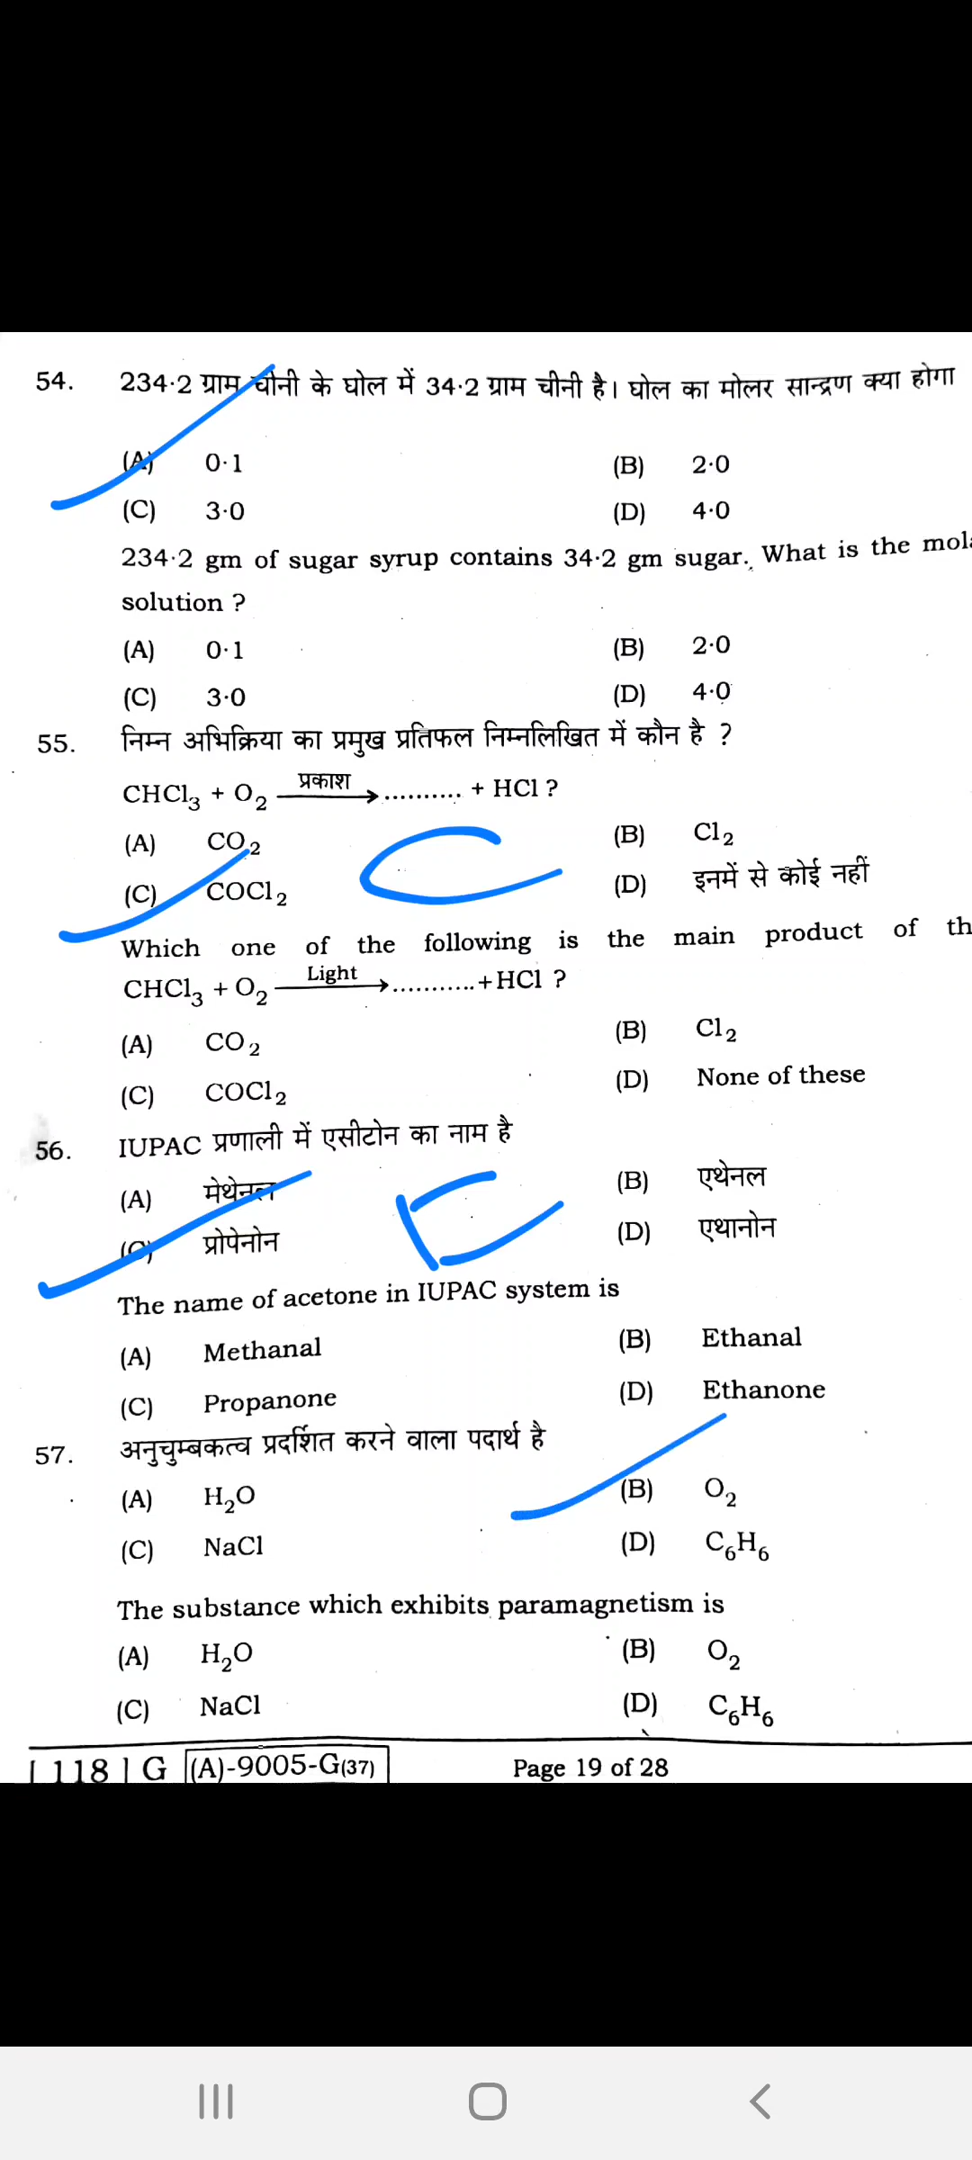 54. 234·2 ग्राम चीनी के घोल में 34·2 ग्राम चीनी है। घोल का मोलर सान्द्रण क्या होगा
(A) 0·1 (B) 2·0
(C) 3·0 (D) 4·0
234·2 gm of sugar syrup contains 34·2 gm sugar. What is the mol
solution ?
(A) 0·1 (B) 2·0
(C) 3·0 (D) 4·0
55. निम्न अभिक्रिया का प्रमुख प्रतिफल निम्नलिखित में कौन है ?
CHCl₃ + O₂ प्रकाश → .......... + HCl ?
(A) CO₂ (B) Cl₂
(C) COCl₂ (D) इनमें से कोई नहीं
Which one of the following is the main product of th
CHCl₃ + O₂ Light → ...........+HCl ?
(A) CO₂ (B) Cl₂
(C) COCl₂ (D) None of these
56. IUPAC प्रणाली में एसीटोन का नाम है
(A) मेथेनल (B) एथेनल
(C) प्रोपेनोन (D) एथानोन
The name of acetone in IUPAC system is
(A) Methanal (B) Ethanal
(C) Propanone (D) Ethanone
57. अनुचुम्बकत्व प्रदर्शित करने वाला पदार्थ है
(A) H₂O (B) O₂
(C) NaCl (D) C₆H₆
The substance which exhibits paramagnetism is
(A) H₂O (B) O₂
(C) NaCl (D) C₆H₆
[ 118 ] G (A)-9005-G(37) Page 19 of 28